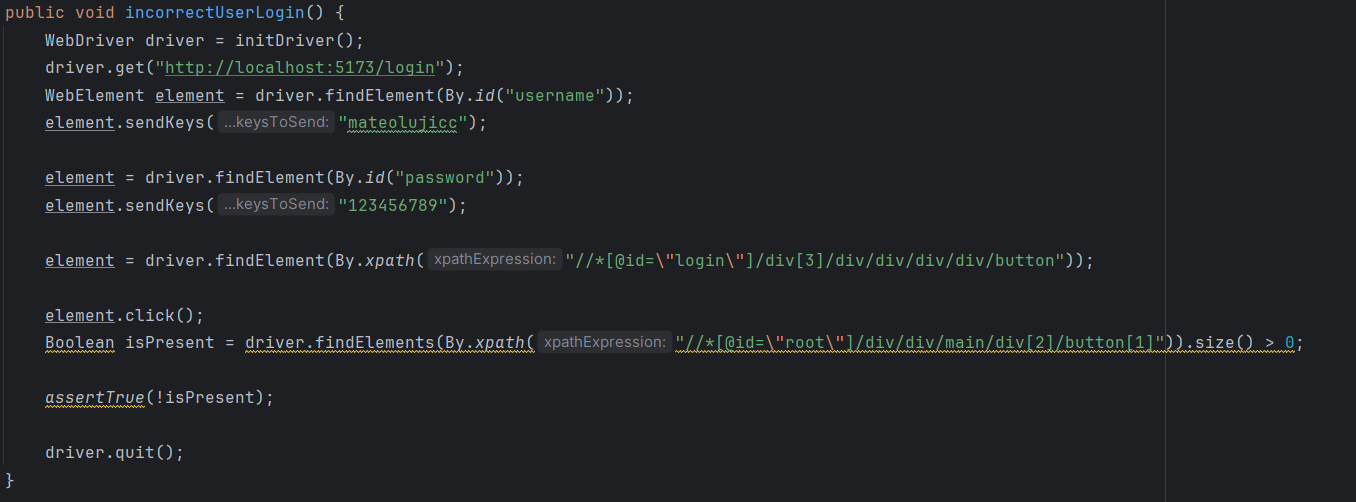 public void incorrectUserLogin() {
    WebDriver driver = initDriver();
    driver.get("http://localhost:5173/login");
    WebElement element = driver.findElement(By.id("username"));
    element.sendKeys( ...keysToSend: "mateolujicc");
    element = driver.findElement(By.id("password"));
    element.sendKeys( ...keysToSend: "123456789");
    element = driver.findElement(By.xpath( xpathExpression: "//*[@id=\"login\"]/div[3]/div/div/div/div/button"));
    element.click();
    Boolean isPresent = driver.findElements(By.xpath( xpathExpression: "//*[@id=\"root\"]/div/div/main/div[2]/button[1]")).size() > 0;
    assertTrue(!isPresent);
    driver.quit();
}